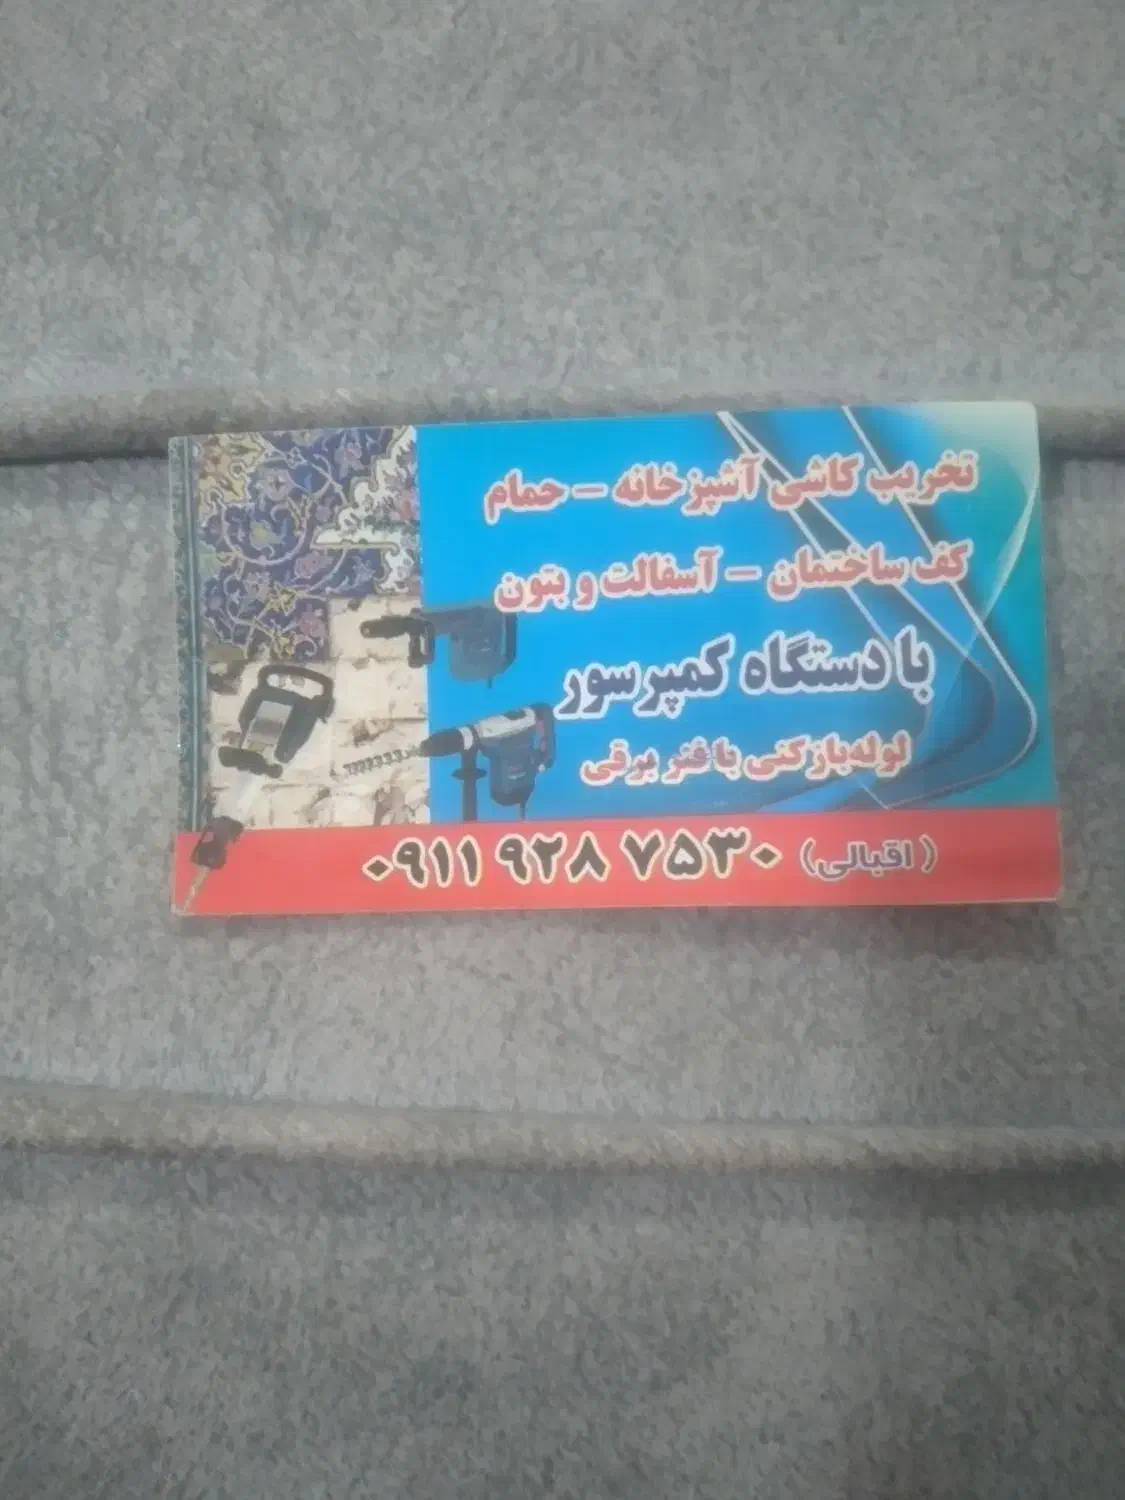 تخریب کاشی آشپزخانه - حمام
کف ساختمان - آسفالت و بتون
با دستگاه کمپرسور
لوله‌بازکنی با فنر برقی
(اقبالی) ۰۹۱۱ ۹۲۸ ۷۵۳۰